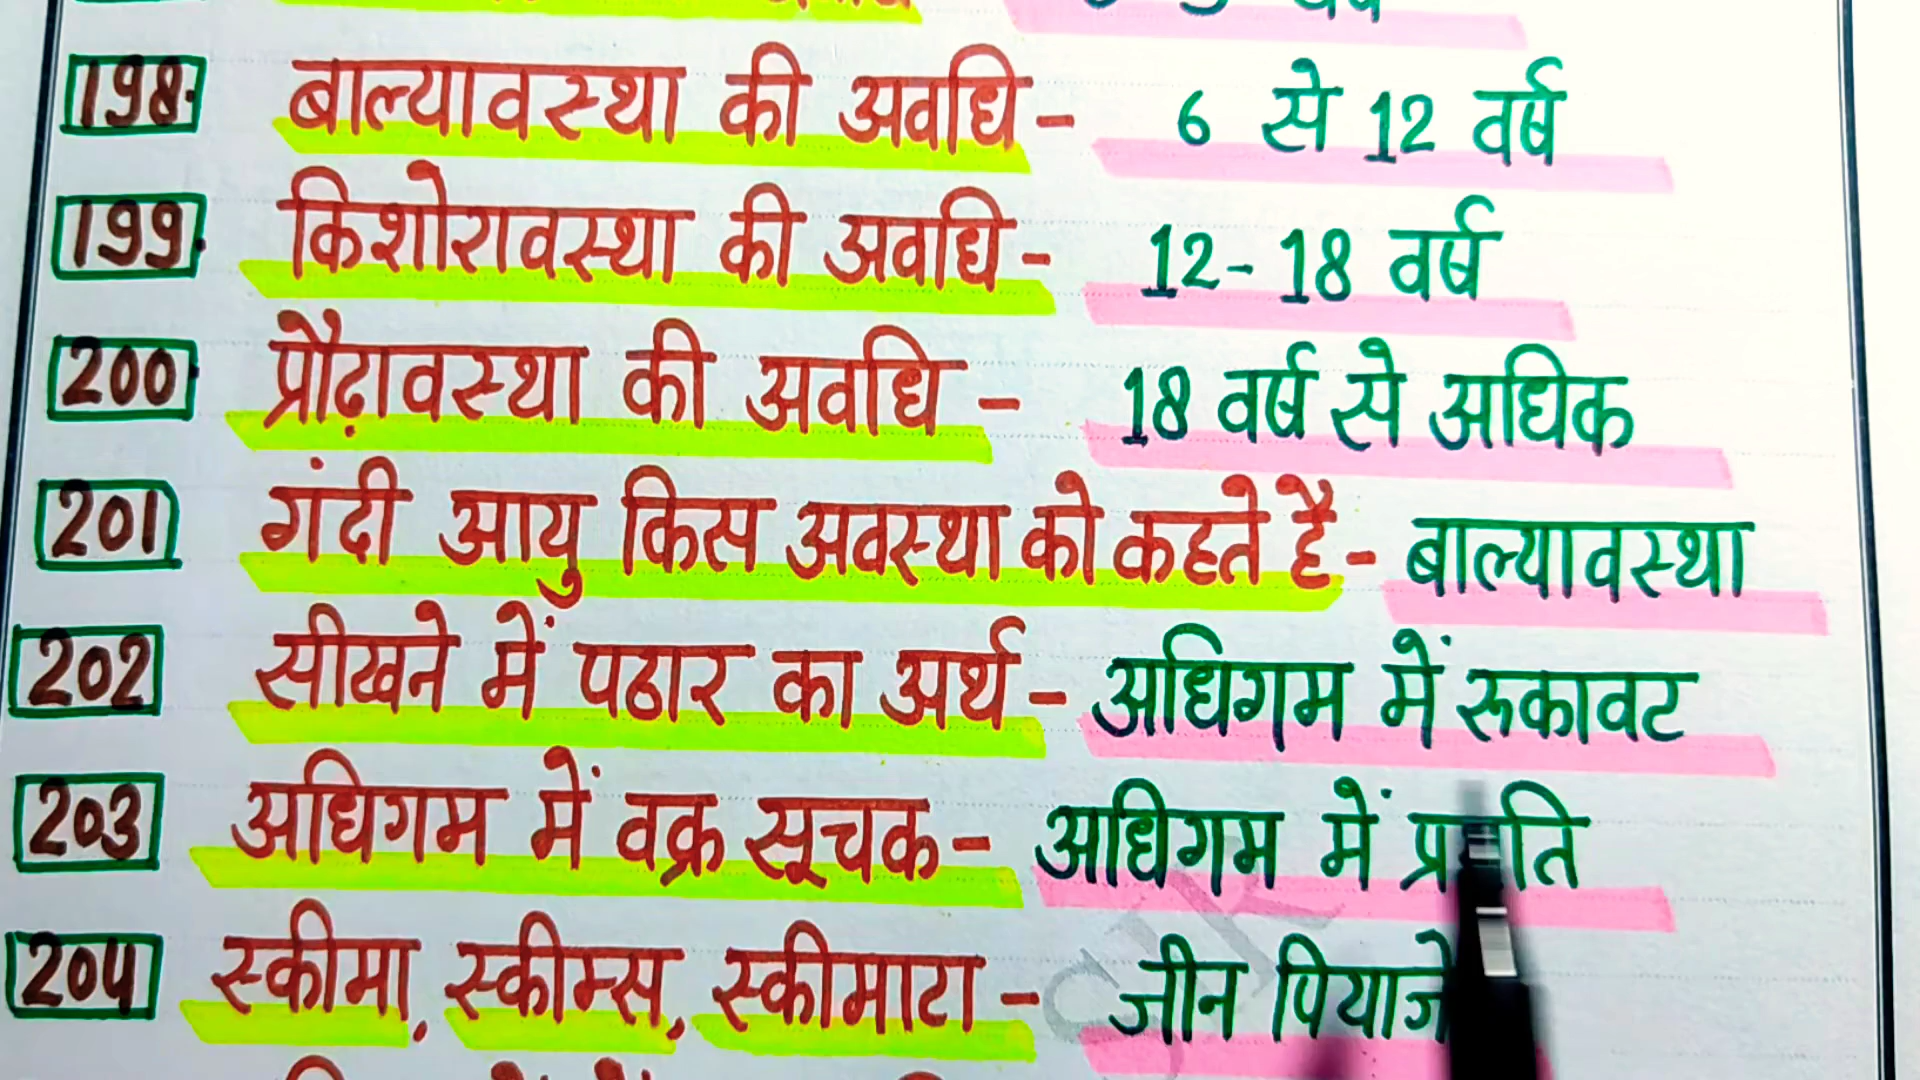 198. बाल्यावस्था की अवधि - 6 से 12 वर्ष
199. किशोरावस्था की अवधि - 12-18 वर्ष
200. प्रौढ़ावस्था की अवधि - 18 वर्ष से अधिक
201 गंदी आयु किस अवस्था को कहते है - बाल्यावस्था
202 सीखने में पठार का अर्थ - अधिगम में रूकावट
203 अधिगम में वक्र सूचक - अधिगम में
204 स्कीमा, स्कीम्स, स्कीमाटा - जीन पियाजे